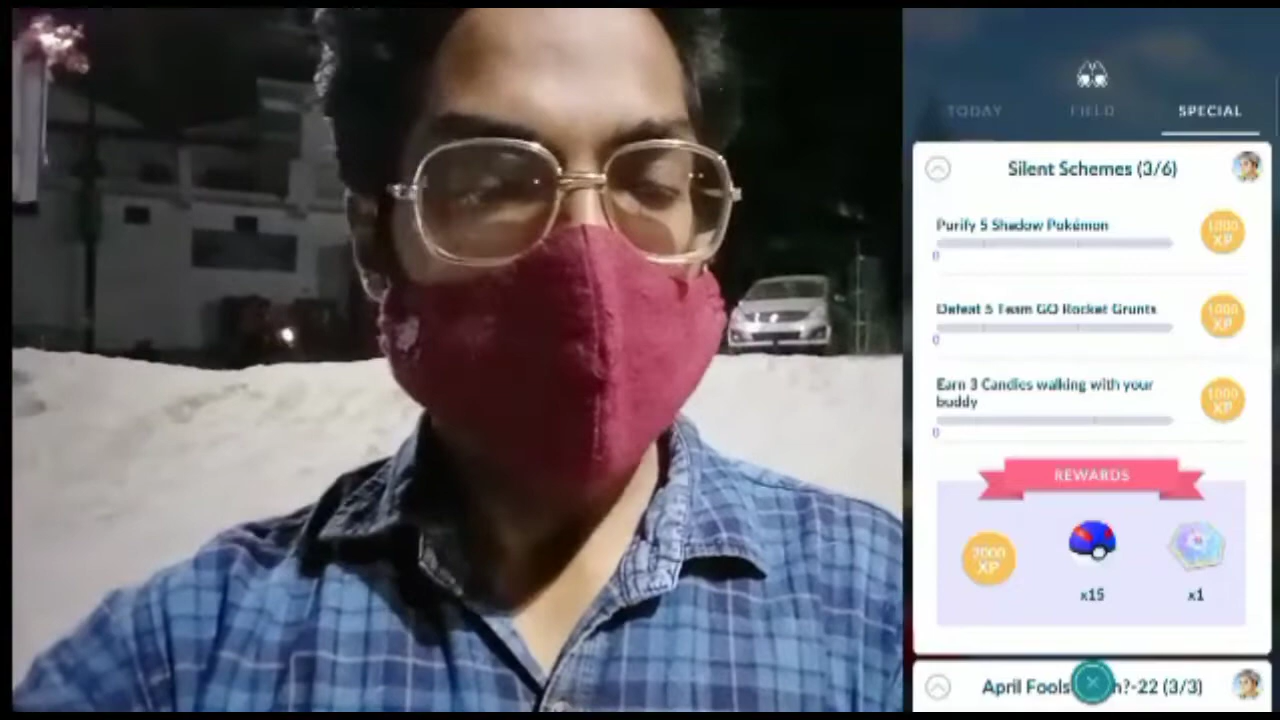 TODAY FIELD SPECIAL
Silent Schemes (3/6)
Purify 5 Shadow Pokémon
1000
XP
0
Defeat 5 Team GO Rocket Grunts
1000
XP
0
Earn 3 Candies walking with your
buddy
1000
XP
0
REWARDS
2000
XP
x15
x1
April Fools ?-22 (3/3)